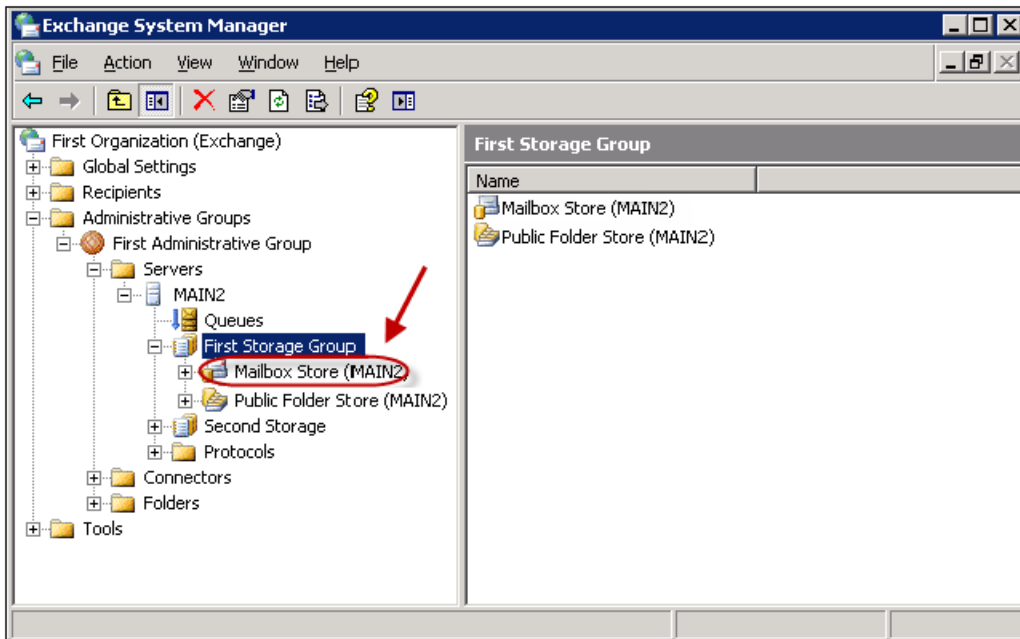 Exchange System Manager
File Action View Window Help
First Organization (Exchange)
Global Settings
Recipients
Administrative Groups
First Administrative Group
Servers
MAIN2
Queues
First Storage Group
Mailbox Store (MAIN2)
Public Folder Store (MAIN2)
Second Storage
Protocols
Connectors
Folders
Tools
First Storage Group
Name
Mailbox Store (MAIN2)
Public Folder Store (MAIN2)